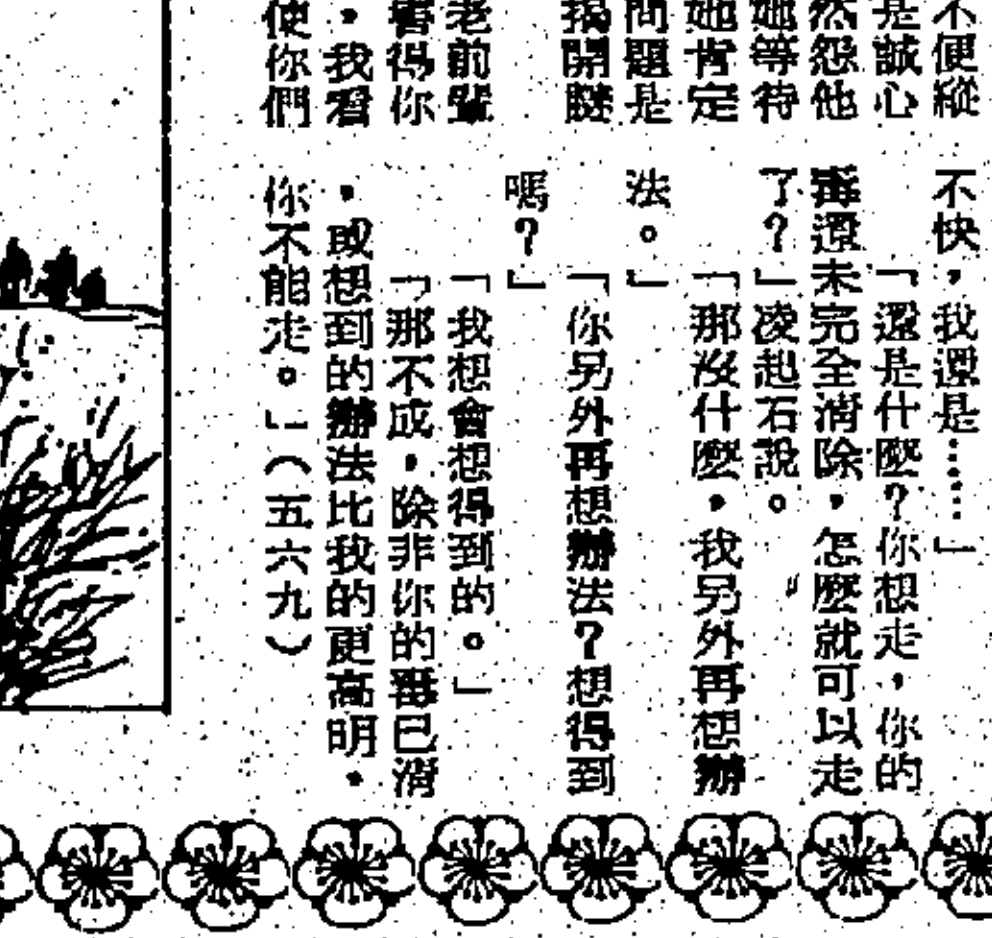 不便縱
是誠心
然怨他
她等待
她肯定
問題是
揭開謎
老前輩
害得你
，我看
使你們
不快，我還是……」
「還是什麼？你想走，你的
毒還未完全消除，怎麼就可以走
了？」凌起石說。
「那沒什麼，我另外再想辦
法。」
「你另外再想辦法？想得到
嗎？」
「我想會想得到的。」
「那不成，除非你的毒已消
，或想到的辦法比我的更高明，
你不能走。」（五六九）